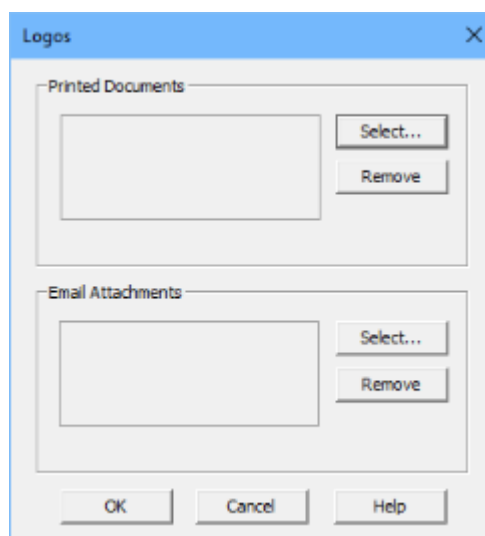 Logos
Printed Documents
Select...
Remove
Email Attachments
Select...
Remove
OK Cancel Help